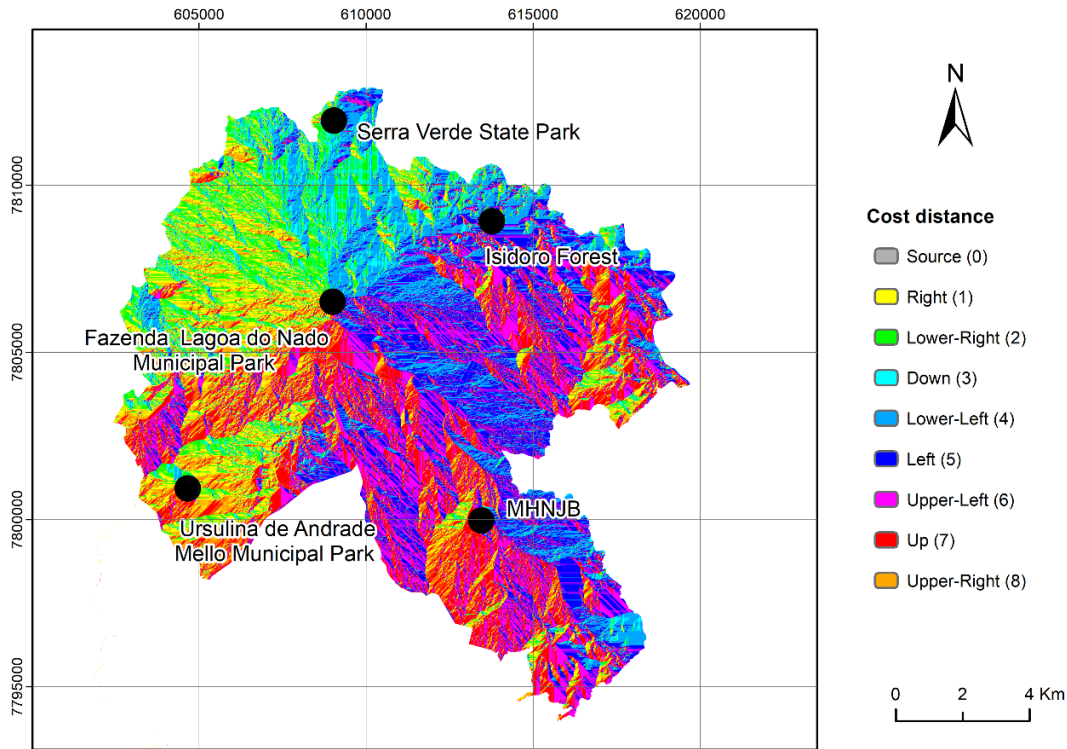 605000
610000
615000
620000
7810000
7805000
7800000
7795000
Serra Verde State Park
Isidoro Forest
Fazenda  Lagoa do Nado
Municipal Park
Ursulina de Andrade
Mello Municipal Park
MHNJB
N
Cost distance
Source (0)
Right (1)
Lower-Right (2)
Down (3)
Lower-Left (4)
Left (5)
Upper-Left (6)
Up (7)
Upper-Right (8)
0 2 4 Km